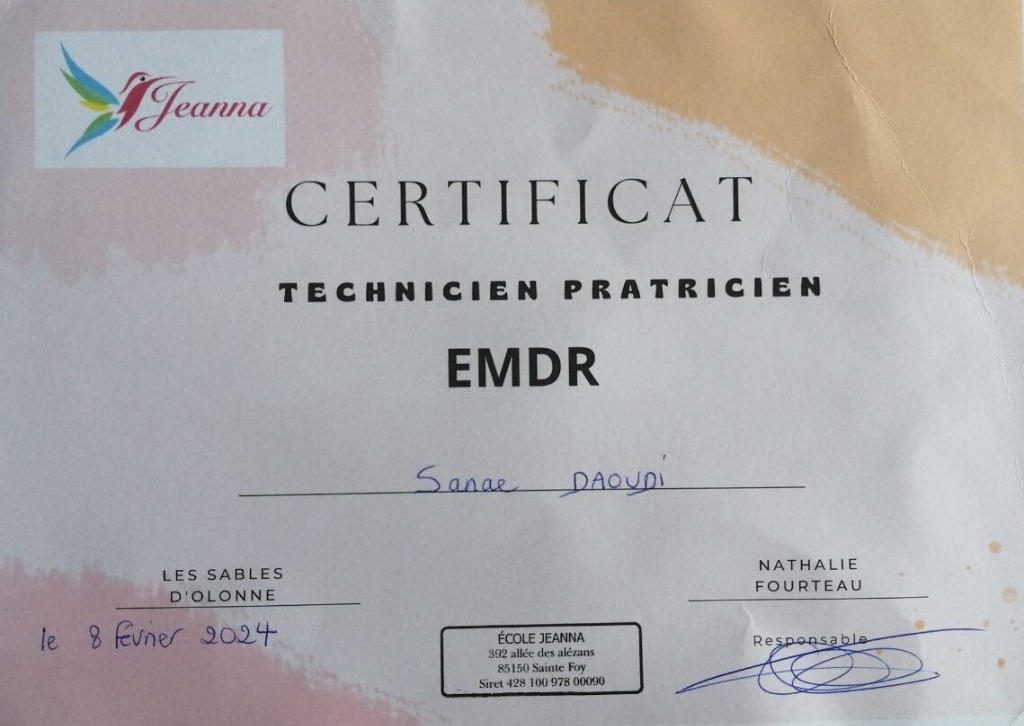 Jeanna
CERTIFICAT
TECHNICIEN PRATRICIEN
EMDR
Sanae DAOUDI
LES SABLES
D'OLONNE
le 8 février 2024
NATHALIE
FOURTEAU
Responsable
ÉCOLE JEANNA
392 allée des alézans
85150 Sainte Foy
Siret 428 100 978 00090